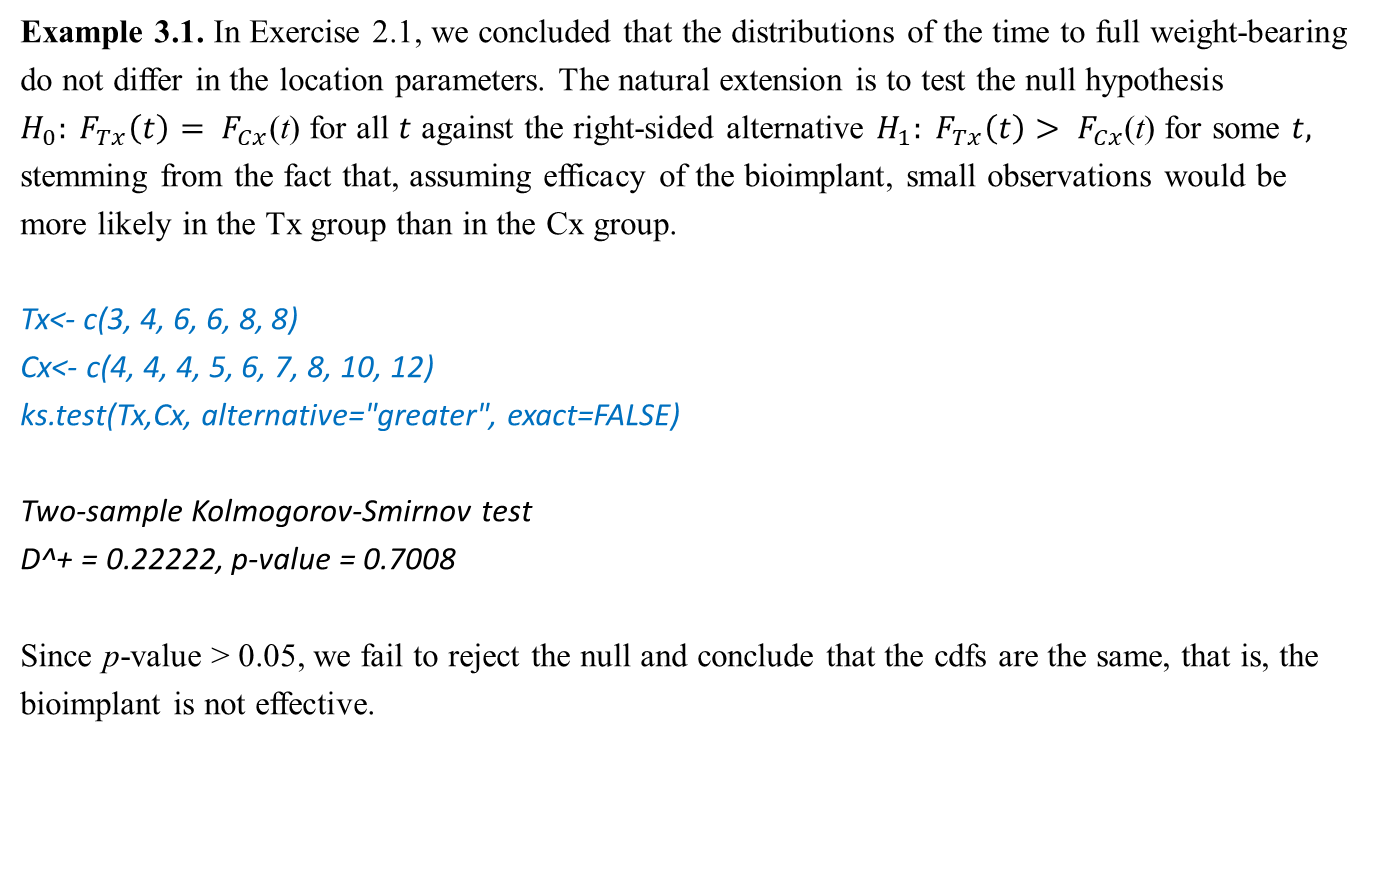 Example 3.1. In Exercise 2.1, we concluded that the distributions of the time to full weight-bearing
do not differ in the location parameters. The natural extension is to test the null hypothesis
H₀: F_Tx(t) = F_Cx(t) for all t against the right-sided alternative H₁: F_Tx(t) > F_Cx(t) for some t,
stemming from the fact that, assuming efficacy of the bioimplant, small observations would be
more likely in the Tx group than in the Cx group.
Tx<- c(3, 4, 6, 6, 8, 8)
Cx<- c(4, 4, 4, 5, 6, 7, 8, 10, 12)
ks.test(Tx,Cx, alternative="greater", exact=FALSE)
Two-sample Kolmogorov-Smirnov test
D^+ = 0.22222, p-value = 0.7008
Since p-value > 0.05, we fail to reject the null and conclude that the cdfs are the same, that is, the
bioimplant is not effective.